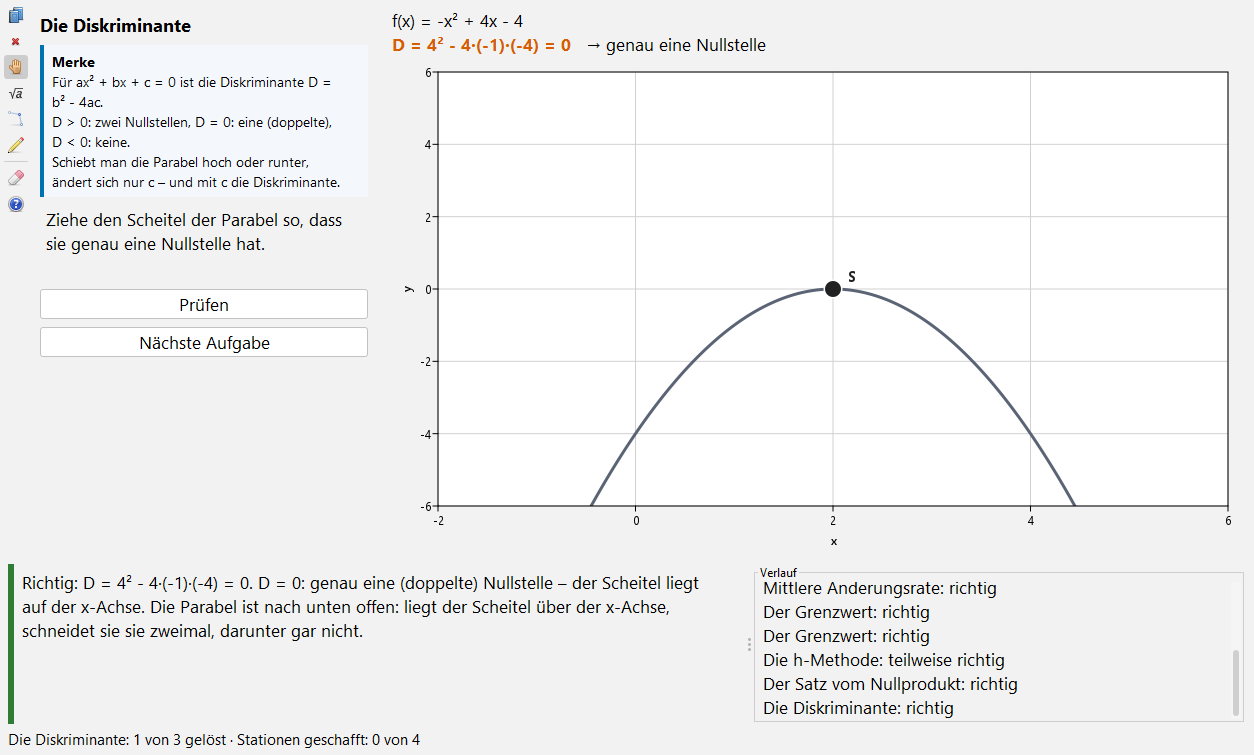 Die Diskriminante
Merke
Für ax² + bx + c = 0 ist die Diskriminante D =
b² - 4ac.
D > 0: zwei Nullstellen, D = 0: eine (doppelte),
D < 0: keine.
Schiebt man die Parabel hoch oder runter,
ändert sich nur c – und mit c die Diskriminante.
Ziehe den Scheitel der Parabel so, dass
sie genau eine Nullstelle hat.
Prüfen
Nächste Aufgabe
√a
?
f(x) = -x² + 4x - 4
D = 4² - 4·(-1)·(-4) = 0 → genau eine Nullstelle
6
4
2
0
-2
-4
-6
y
S
-2 0 2 4 6
x
Richtig: D = 4² - 4·(-1)·(-4) = 0. D = 0: genau eine (doppelte) Nullstelle – der Scheitel liegt
auf der x-Achse. Die Parabel ist nach unten offen: liegt der Scheitel über der x-Achse,
schneidet sie sie zweimal, darunter gar nicht.
Verlauf
Mittlere Änderungsrate: richtig
Der Grenzwert: richtig
Der Grenzwert: richtig
Die h-Methode: teilweise richtig
Der Satz vom Nullprodukt: richtig
Die Diskriminante: richtig
Die Diskriminante: 1 von 3 gelöst · Stationen geschafft: 0 von 4